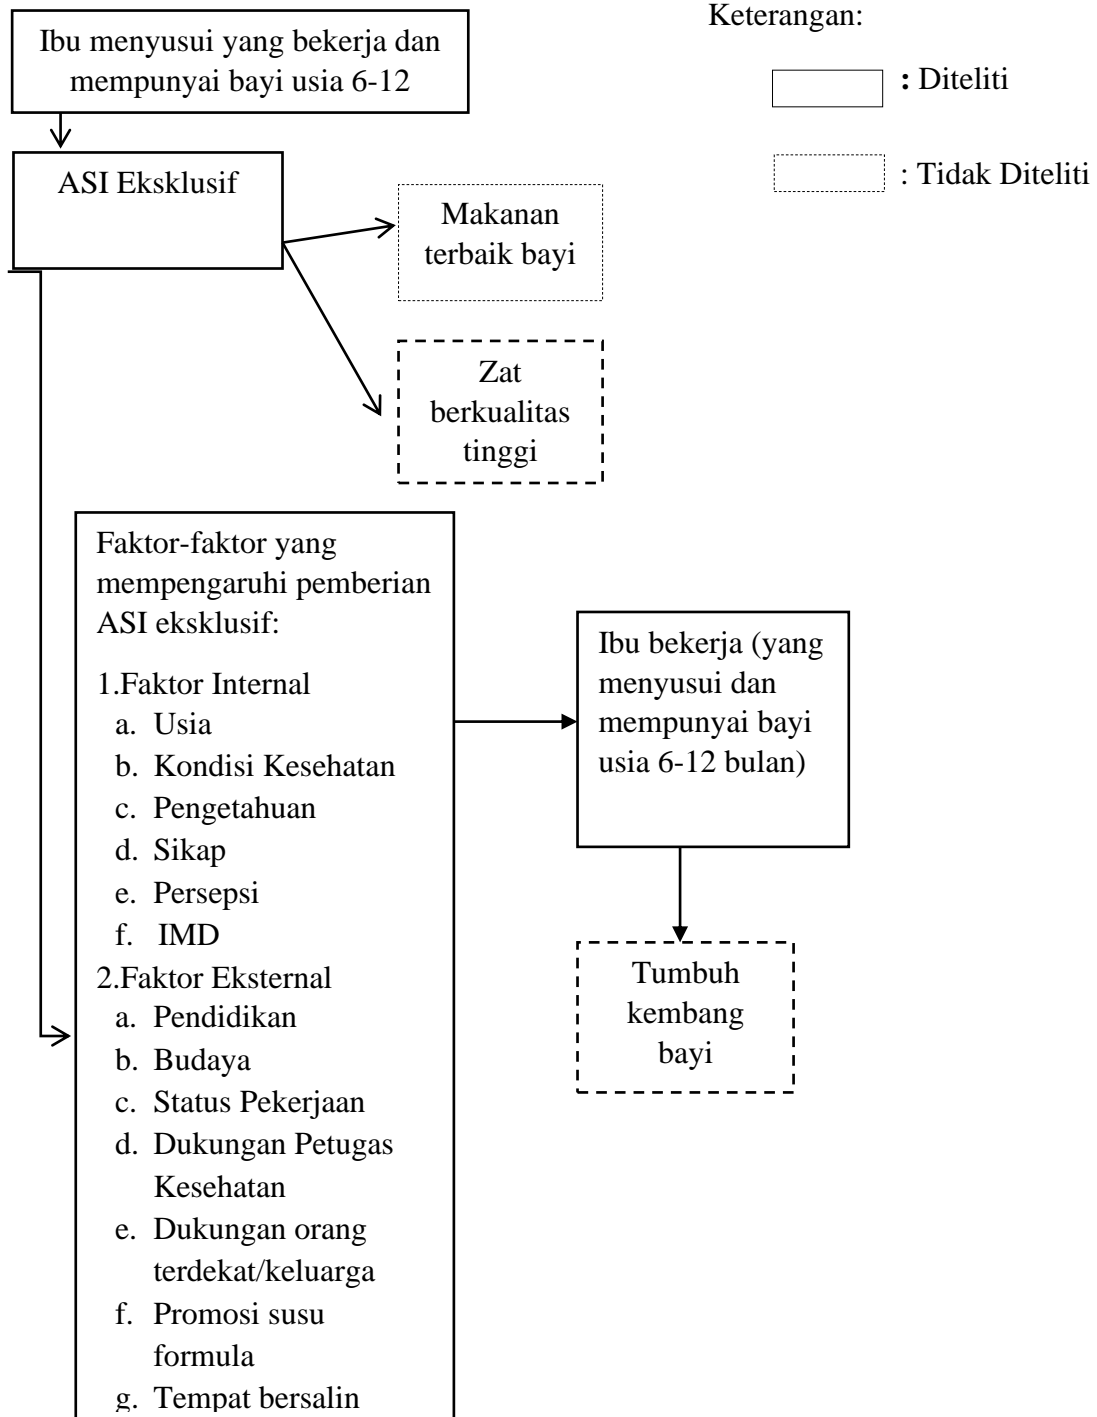 Keterangan:
Ibu menyusui yang bekerja dan
mempunyai bayi usia 6-12
: Diteliti
ASI Eksklusif
: Tidak Diteliti
Makanan
terbaik bayi
Zat
berkualitas
tinggi
Faktor-faktor yang
mempengaruhi pemberian
ASI eksklusif:
1.Faktor Internal
a. Usia
b. Kondisi Kesehatan
c. Pengetahuan
d. Sikap
e. Persepsi
f. IMD
2.Faktor Eksternal
a. Pendidikan
b. Budaya
c. Status Pekerjaan
d. Dukungan Petugas
Kesehatan
e. Dukungan orang
terdekat/keluarga
f. Promosi susu
formula
g. Tempat bersalin
Ibu bekerja (yang
menyusui dan
mempunyai bayi
usia 6-12 bulan)
Tumbuh
kembang
bayi